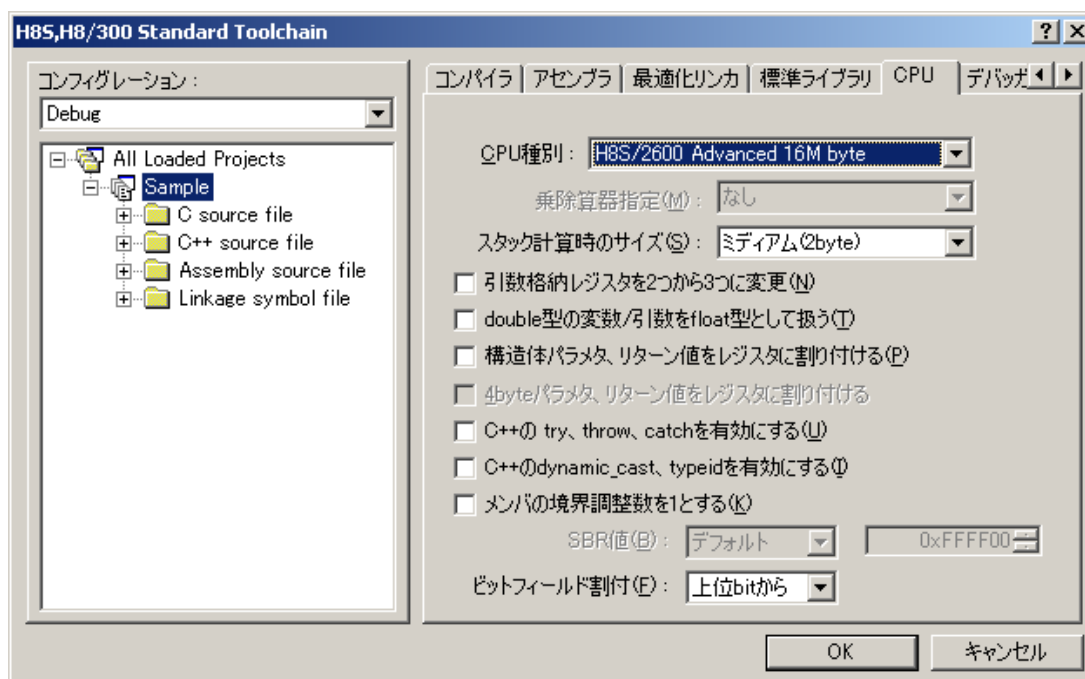 H8S,H8/300 Standard Toolchain
コンフィグレーション:
Debug
All Loaded Projects
Sample
C source file
C++ source file
Assembly source file
Linkage symbol file
コンパイラ アセンブラ 最適化リンカ 標準ライブラリ CPU デバッガ
CPU種別: H8S/2600 Advanced 16M byte
乗除算器指定(M): なし
スタック計算時のサイズ(S): ミディアム(2byte)
引数格納レジスタを2つから3つに変更(N)
double型の変数/引数をfloat型として扱う(T)
構造体パラメタ、リターン値をレジスタに割り付ける(P)
4byteパラメタ、リターン値をレジスタに割り付ける
C++の try、throw、catchを有効にする(U)
C++のdynamic_cast、typeidを有効にする(I)
メンバの境界調整数を1とする(K)
SBR値(B): デフォルト 0xFFFF00
ビットフィールド割付(F): 上位bitから
OK キャンセル